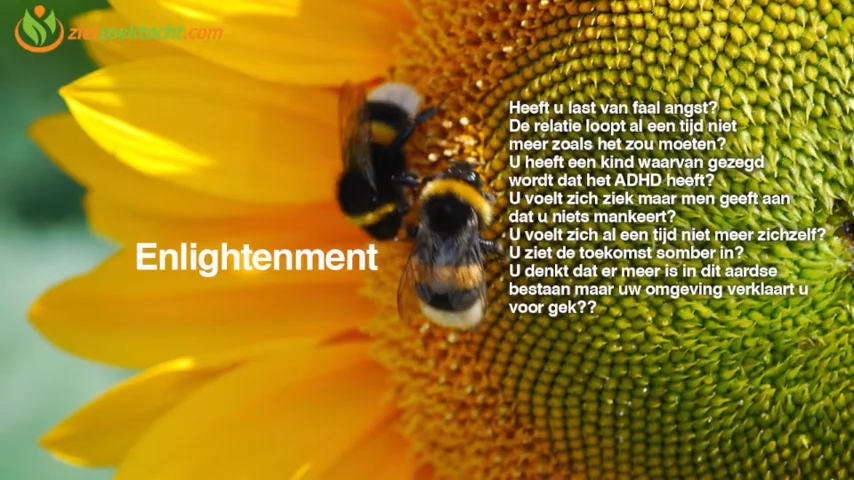 zielzoektocht.com
Heeft u last van faal angst?
De relatie loopt al een tijd niet
meer zoals het zou moeten?
U heeft een kind waarvan gezegd
wordt dat het ADHD heeft?
U voelt zich ziek maar men geeft aan
dat u niets mankeert?
U voelt zich al een tijd niet meer zichzelf?
U ziet de toekomst somber in?
U denkt dat er meer is in dit aardse
bestaan maar uw omgeving verklaart u
voor gek??
Enlightenment